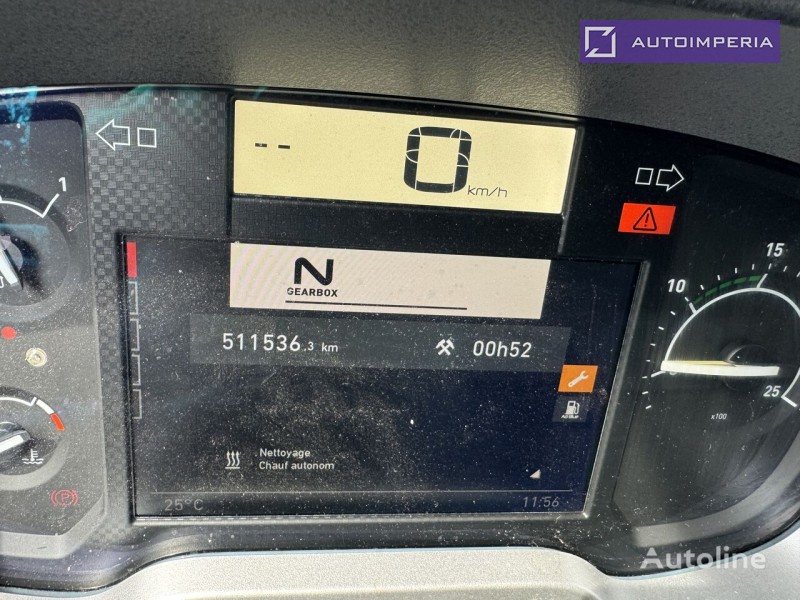 AUTOIMPERIA
-- 0 km/h
1
N
GEARBOX
15
10
511536.3 km
00h52
25
x100
Nettoyage
Chauf autonom
25°C
11:56
Autoline